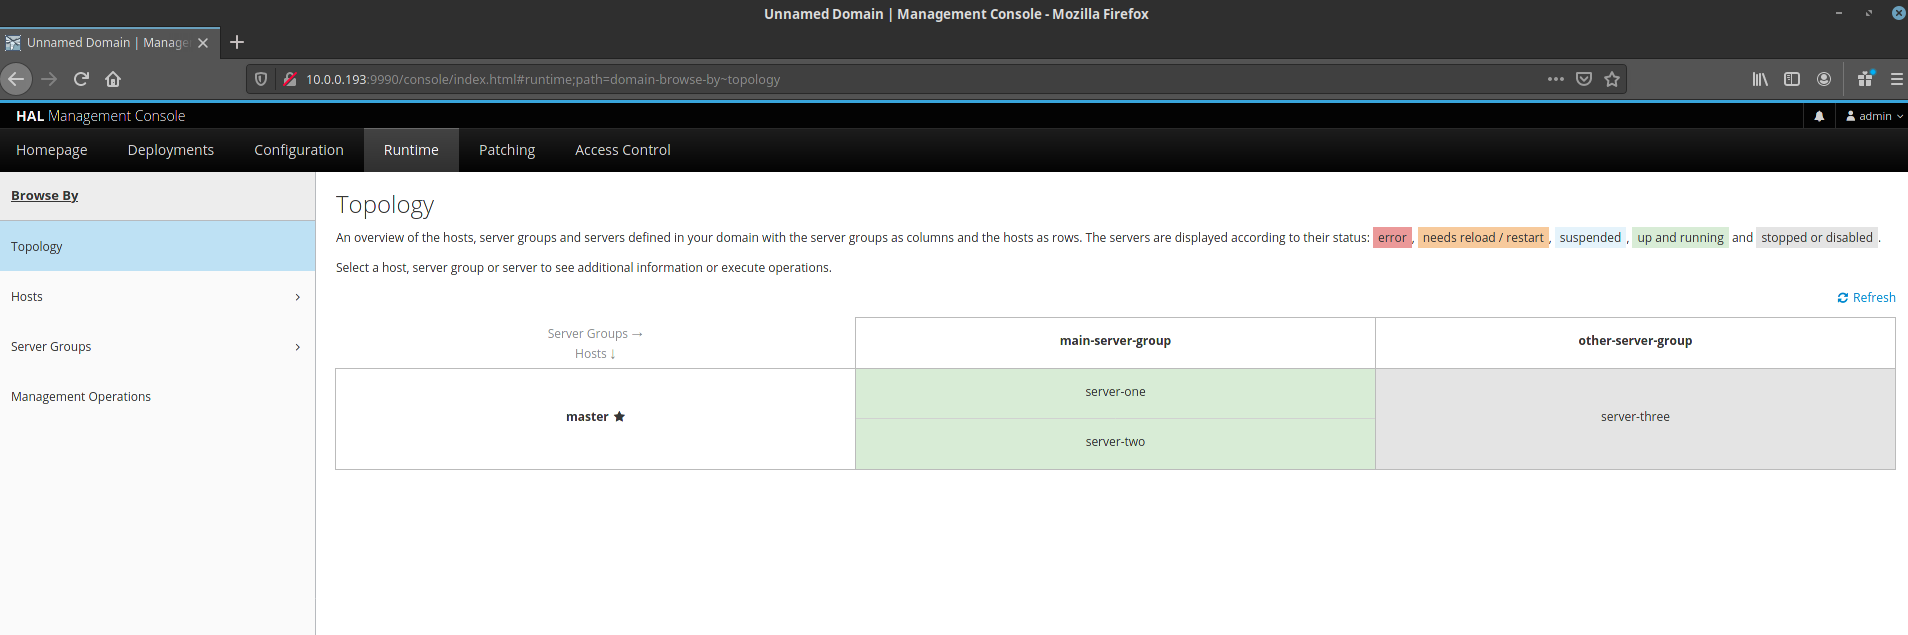 Unnamed Domain | Management Console - Mozilla Firefox
Unnamed Domain | Manage
10.0.0.193:9990/console/index.html#runtime;path=domain-browse-by~topology
HAL Management Console
admin
Homepage Deployments Configuration Runtime Patching Access Control
Browse By
Topology
Hosts
Server Groups
Management Operations
Topology
An overview of the hosts, server groups and servers defined in your domain with the server groups as columns and the hosts as rows. The servers are displayed according to their status: error, needs reload / restart, suspended, up and running and stopped or disabled.
Select a host, server group or server to see additional information or execute operations.
Refresh
Server Groups →
Hosts ↓
main-server-group
other-server-group
master ★
server-one
server-two
server-three